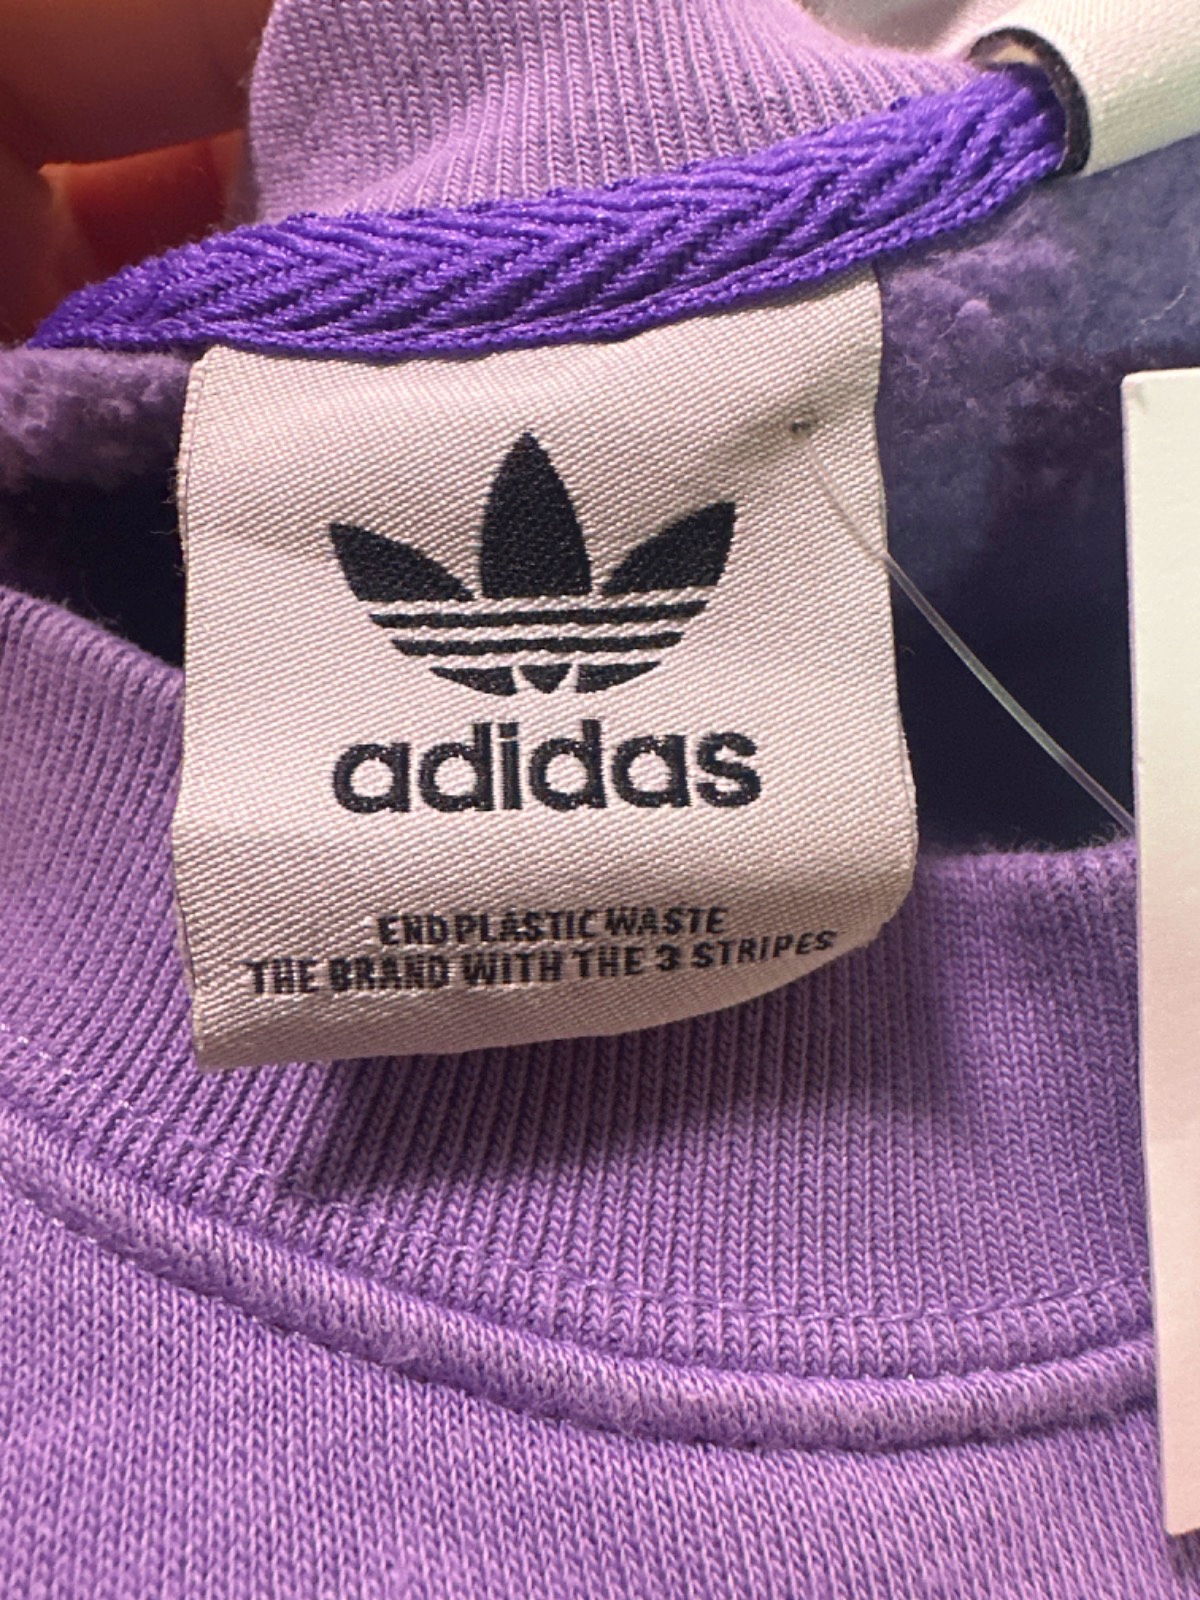 adidas
END PLASTIC WASTE
THE BRAND WITH THE 3 STRIPES